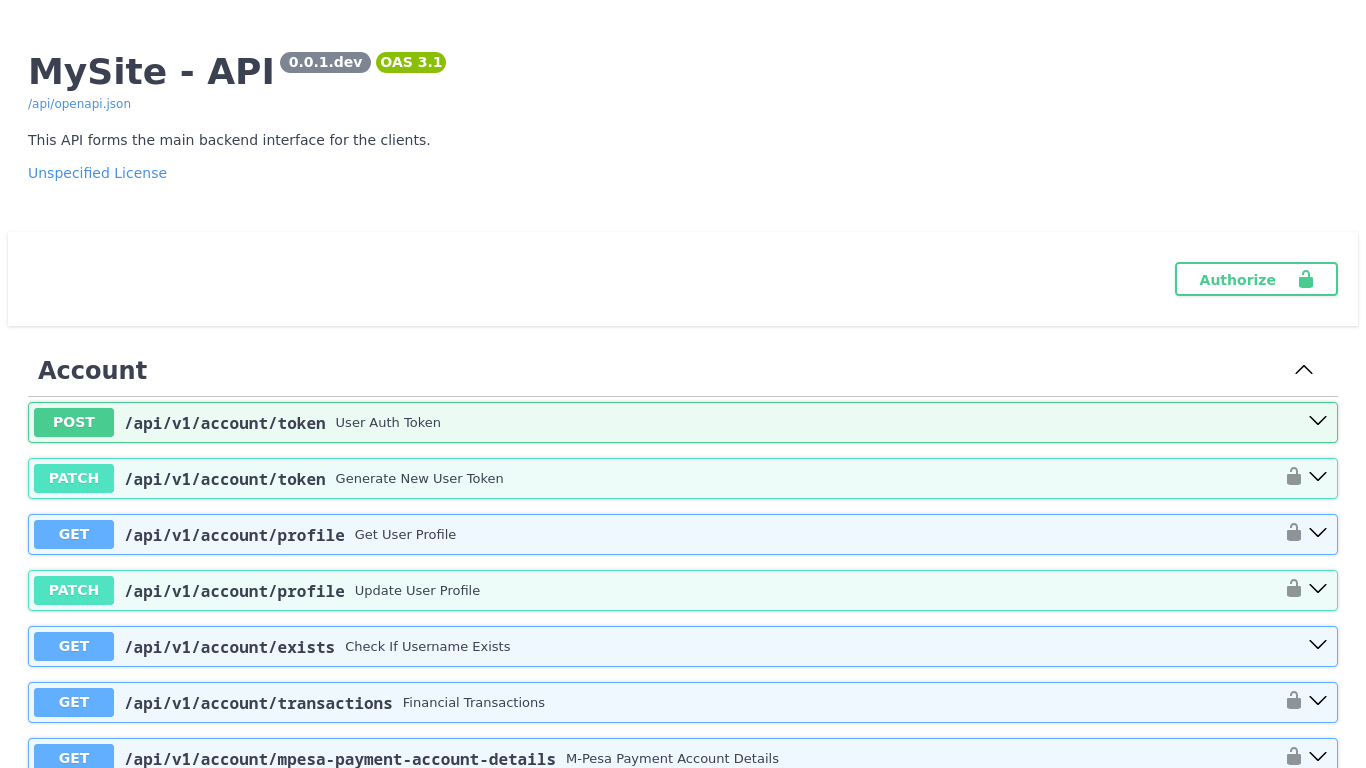 MySite - API 0.0.1.dev OAS 3.1
/api/openapi.json
This API forms the main backend interface for the clients.
Unspecified License
Authorize
Account
POST /api/v1/account/token User Auth Token
PATCH /api/v1/account/token Generate New User Token
GET /api/v1/account/profile Get User Profile
PATCH /api/v1/account/profile Update User Profile
GET /api/v1/account/exists Check If Username Exists
GET /api/v1/account/transactions Financial Transactions
GET /api/v1/account/mpesa-payment-account-details M-Pesa Payment Account Details